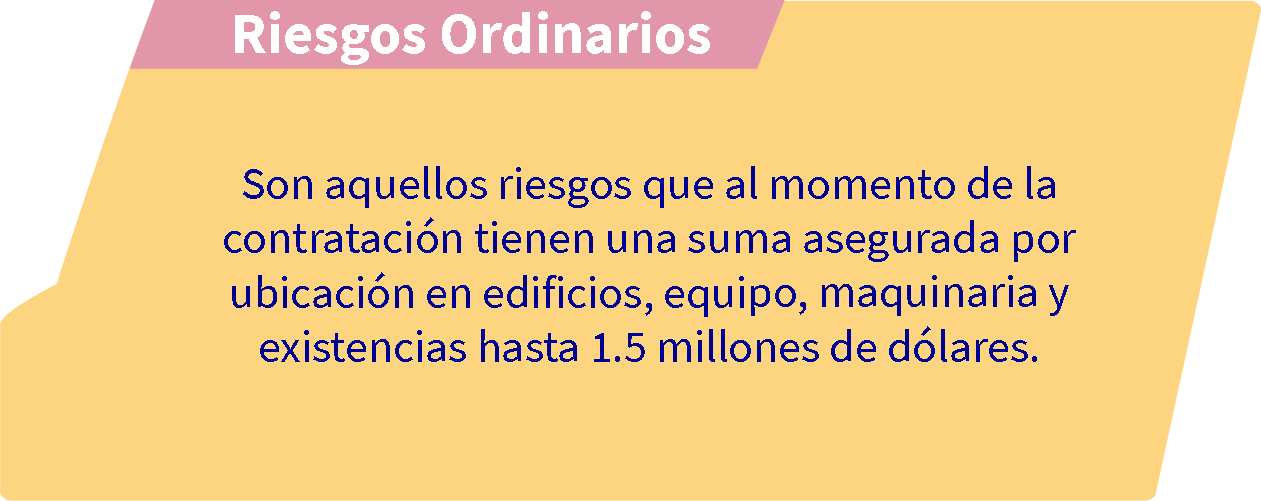 Riesgos Ordinarios
Son aquellos riesgos que al momento de la
contratación tienen una suma asegurada por
ubicación en edificios, equipo, maquinaria y
existencias hasta 1.5 millones de dólares.